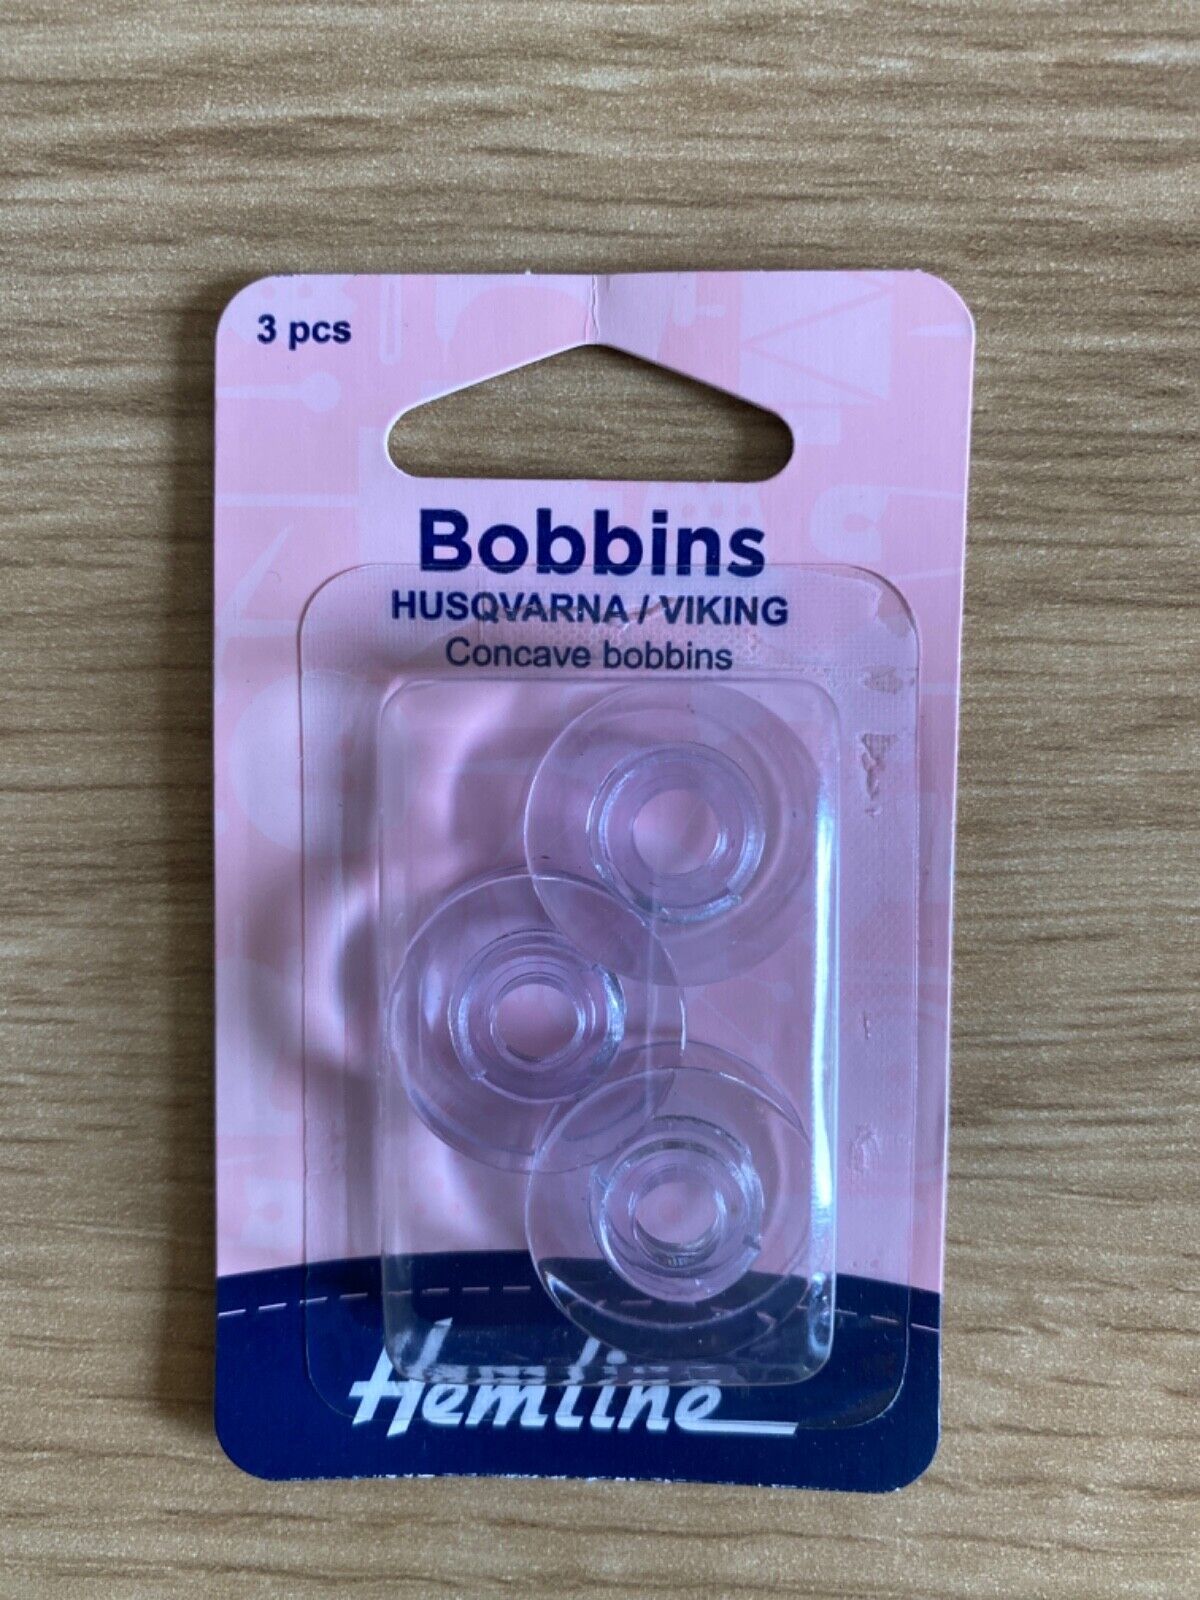 3 pcs
Bobbins
HUSQVARNA / VIKING
Concave bobbins
Hemline